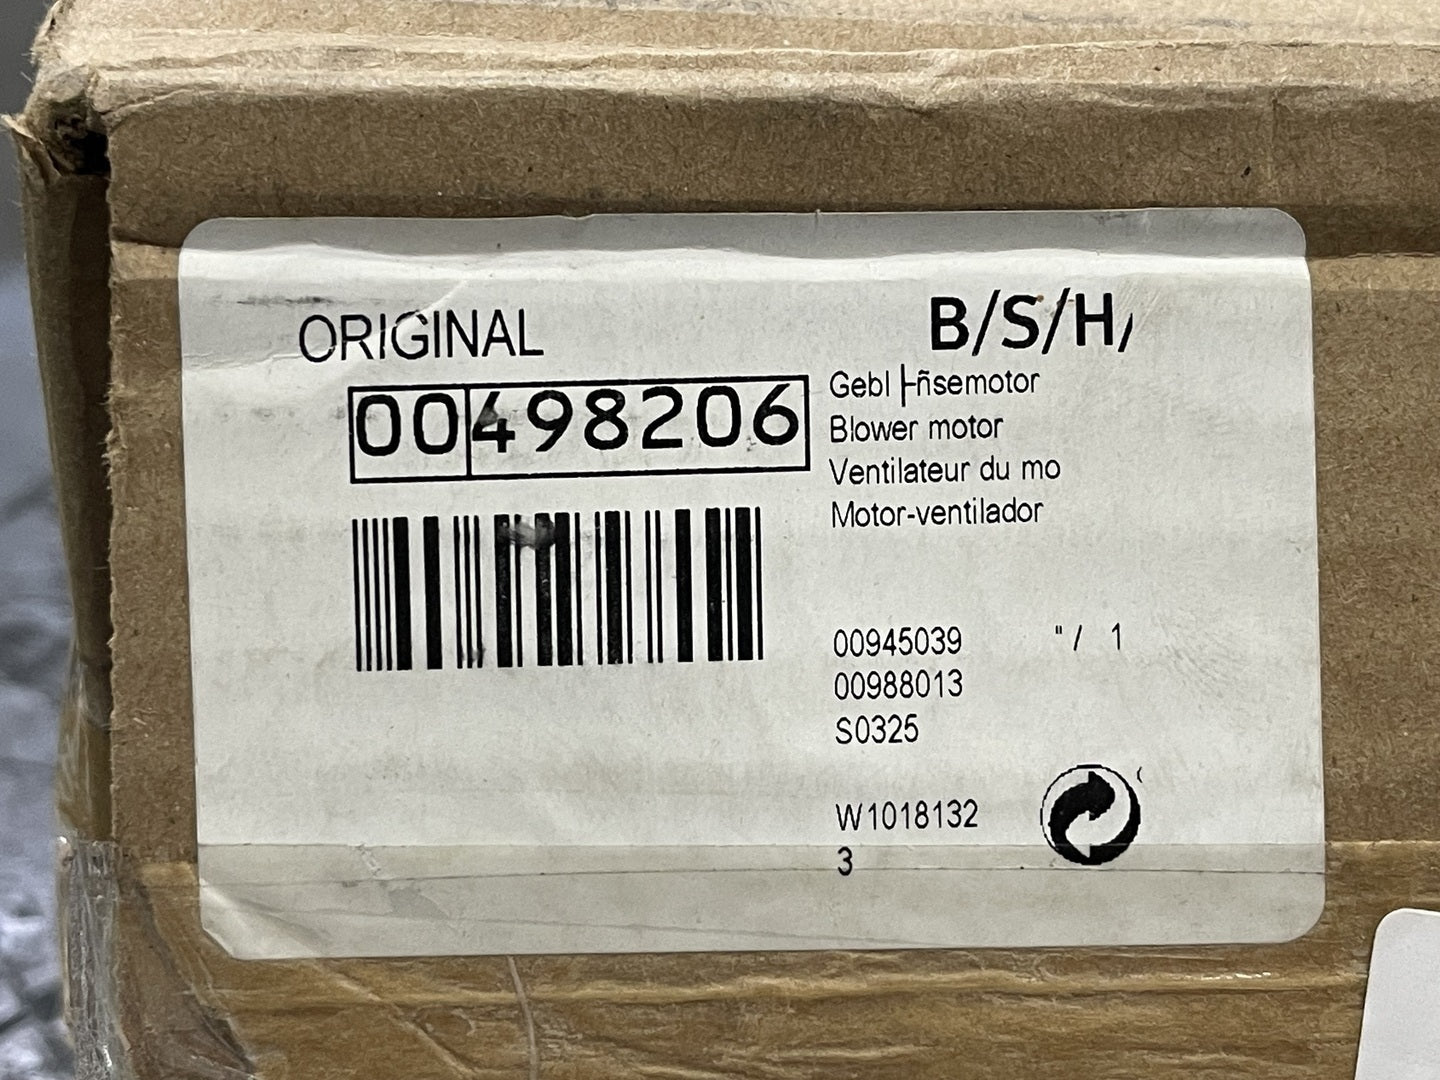 ORIGINAL
B/S/H/
00498206
Gebl├ñsemotor
Blower motor
Ventilateur du mo
Motor-ventilador
00945039 "/ 1
00988013
S0325
W1018132
3